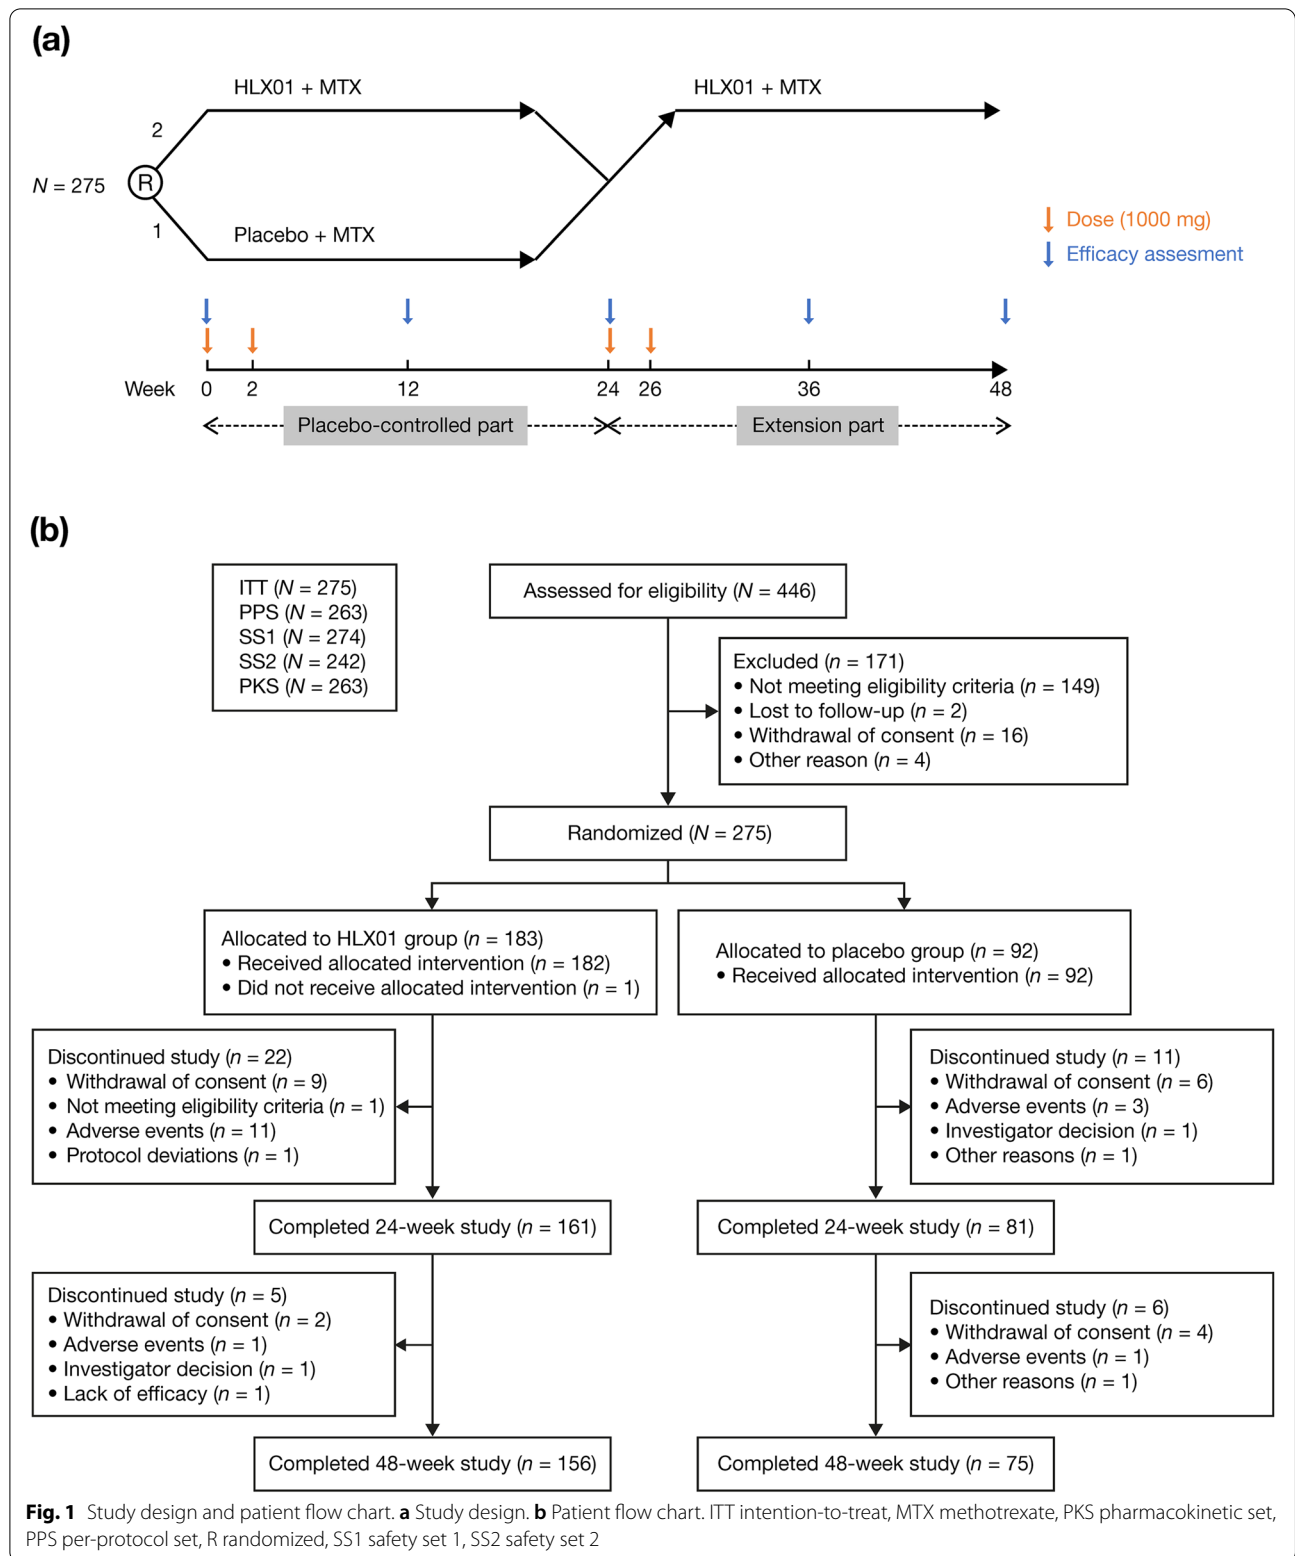 (a)
HLX01 + MTX
HLX01 + MTX
2
N = 275
R
1
Placebo + MTX
Dose (1000 mg)
Efficacy assesment
Week 0 2 12 24 26 36 48
Placebo-controlled part
Extension part
(b)
ITT (N = 275)
PPS (N = 263)
SS1 (N = 274)
SS2 (N = 242)
PKS (N = 263)
Assessed for eligibility (N = 446)
Excluded (n = 171)
• Not meeting eligibility criteria (n = 149)
• Lost to follow-up (n = 2)
• Withdrawal of consent (n = 16)
• Other reason (n = 4)
Randomized (N = 275)
Allocated to HLX01 group (n = 183)
• Received allocated intervention (n = 182)
• Did not receive allocated intervention (n = 1)
Allocated to placebo group (n = 92)
• Received allocated intervention (n = 92)
Discontinued study (n = 22)
• Withdrawal of consent (n = 9)
• Not meeting eligibility criteria (n = 1)
• Adverse events (n = 11)
• Protocol deviations (n = 1)
Discontinued study (n = 11)
• Withdrawal of consent (n = 6)
• Adverse events (n = 3)
• Investigator decision (n = 1)
• Other reasons (n = 1)
Completed 24-week study (n = 161)
Completed 24-week study (n = 81)
Discontinued study (n = 5)
• Withdrawal of consent (n = 2)
• Adverse events (n = 1)
• Investigator decision (n = 1)
• Lack of efficacy (n = 1)
Discontinued study (n = 6)
• Withdrawal of consent (n = 4)
• Adverse events (n = 1)
• Other reasons (n = 1)
Completed 48-week study (n = 156)
Completed 48-week study (n = 75)
Fig. 1 Study design and patient flow chart. a Study design. b Patient flow chart. ITT intention-to-treat, MTX methotrexate, PKS pharmacokinetic set,
PPS per-protocol set, R randomized, SS1 safety set 1, SS2 safety set 2